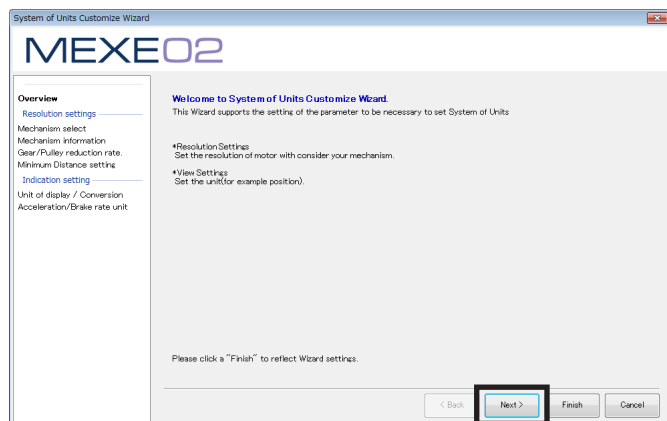 System of Units Customize Wizard
MEXE02
Overview
Resolution settings
Mechanism select
Mechanism information
Gear/Pulley reduction rate.
Minimum Distance setting
Indication setting
Unit of display / Conversion
Acceleration/Brake rate unit
Welcome to System of Units Customize Wizard.
This Wizard supports the setting of the parameter to be necessary to set System of Units
*Resolution Settings
Set the resolution of motor with consider your mechanism.
*View Settings
Set the unit(for example position).
Please click a "Finish" to reflect Wizard settings.
< Back
Next >
Finish
Cancel